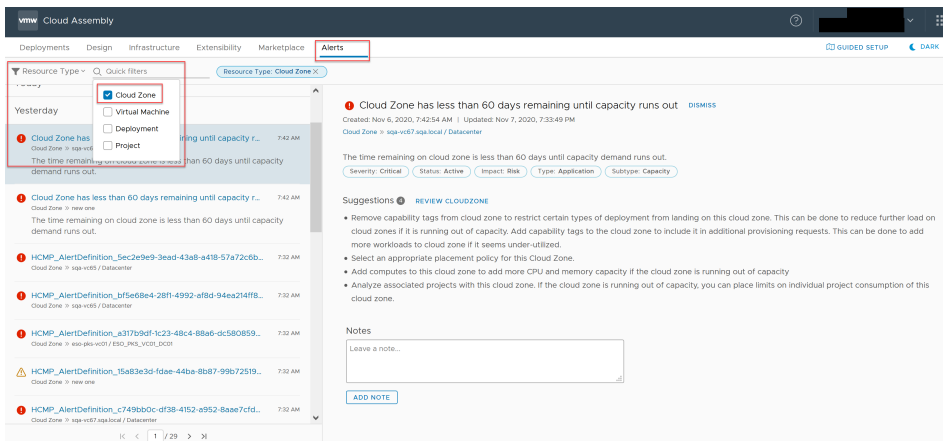 vmw Cloud Assembly
Deployments Design Infrastructure Extensibility Marketplace Alerts
GUIDED SETUP DARK
Resource Type Quick filters Resource Type: Cloud Zone ×
Today
Cloud Zone
Virtual Machine
Deployment
Project
Yesterday
Cloud Zone has ining until capacity r... 7:42 AM
Cloud Zone » sqa-vc6
The time remaining on cloud zone is less than 60 days until capacity
demand runs out.
Cloud Zone has less than 60 days remaining until capacity r... 7:42 AM
Cloud Zone » new one
The time remaining on cloud zone is less than 60 days until capacity
demand runs out.
HCMP_AlertDefinition_5ec2e9e9-3ead-43a8-a418-57a72c6b... 7:32 AM
Cloud Zone » sqa-vc65 / Datacenter
HCMP_AlertDefinition_bf5e68e4-28f1-4992-af8d-94ea214ff8... 7:32 AM
Cloud Zone » sqa-vc65 / Datacenter
HCMP_AlertDefinition_a317b9df-1c23-48c4-88a6-dc580859... 7:32 AM
Cloud Zone » eso-pks-vc01 / ESO_PKS_VC01_DC01
HCMP_AlertDefinition_15a83e3d-fdae-44ba-8b87-99b72519... 7:32 AM
Cloud Zone » new one
HCMP_AlertDefinition_c749bb0c-df38-4152-a952-8aae7cfd... 7:32 AM
Cloud Zone » sqa-vc67.sqa.local / Datacenter
1 / 29
Cloud Zone has less than 60 days remaining until capacity runs out DISMISS
Created: Nov 6, 2020, 7:42:54 AM | Updated: Nov 7, 2020, 7:33:49 PM
Cloud Zone » sqa-vc67.sqa.local / Datacenter
The time remaining on cloud zone is less than 60 days until capacity demand runs out.
Severity: Critical Status: Active Impact: Risk Type: Application Subtype: Capacity
Suggestions 4 REVIEW CLOUDZONE
• Remove capability tags from cloud zone to restrict certain types of deployment from landing on this cloud zone. This can be done to reduce further load on
cloud zones if it is running out of capacity. Add capability tags to the cloud zone to include it in additional provisioning requests. This can be done to add
more workloads to cloud zone if it seems under-utilized.
• Select an appropriate placement policy for this Cloud Zone.
• Add computes to this cloud zone to add more CPU and memory capacity if the cloud zone is running out of capacity
• Analyze associated projects with this cloud zone. If the cloud zone is running out of capacity, you can place limits on individual project consumption of this
cloud zone.
Notes
Leave a note...
ADD NOTE